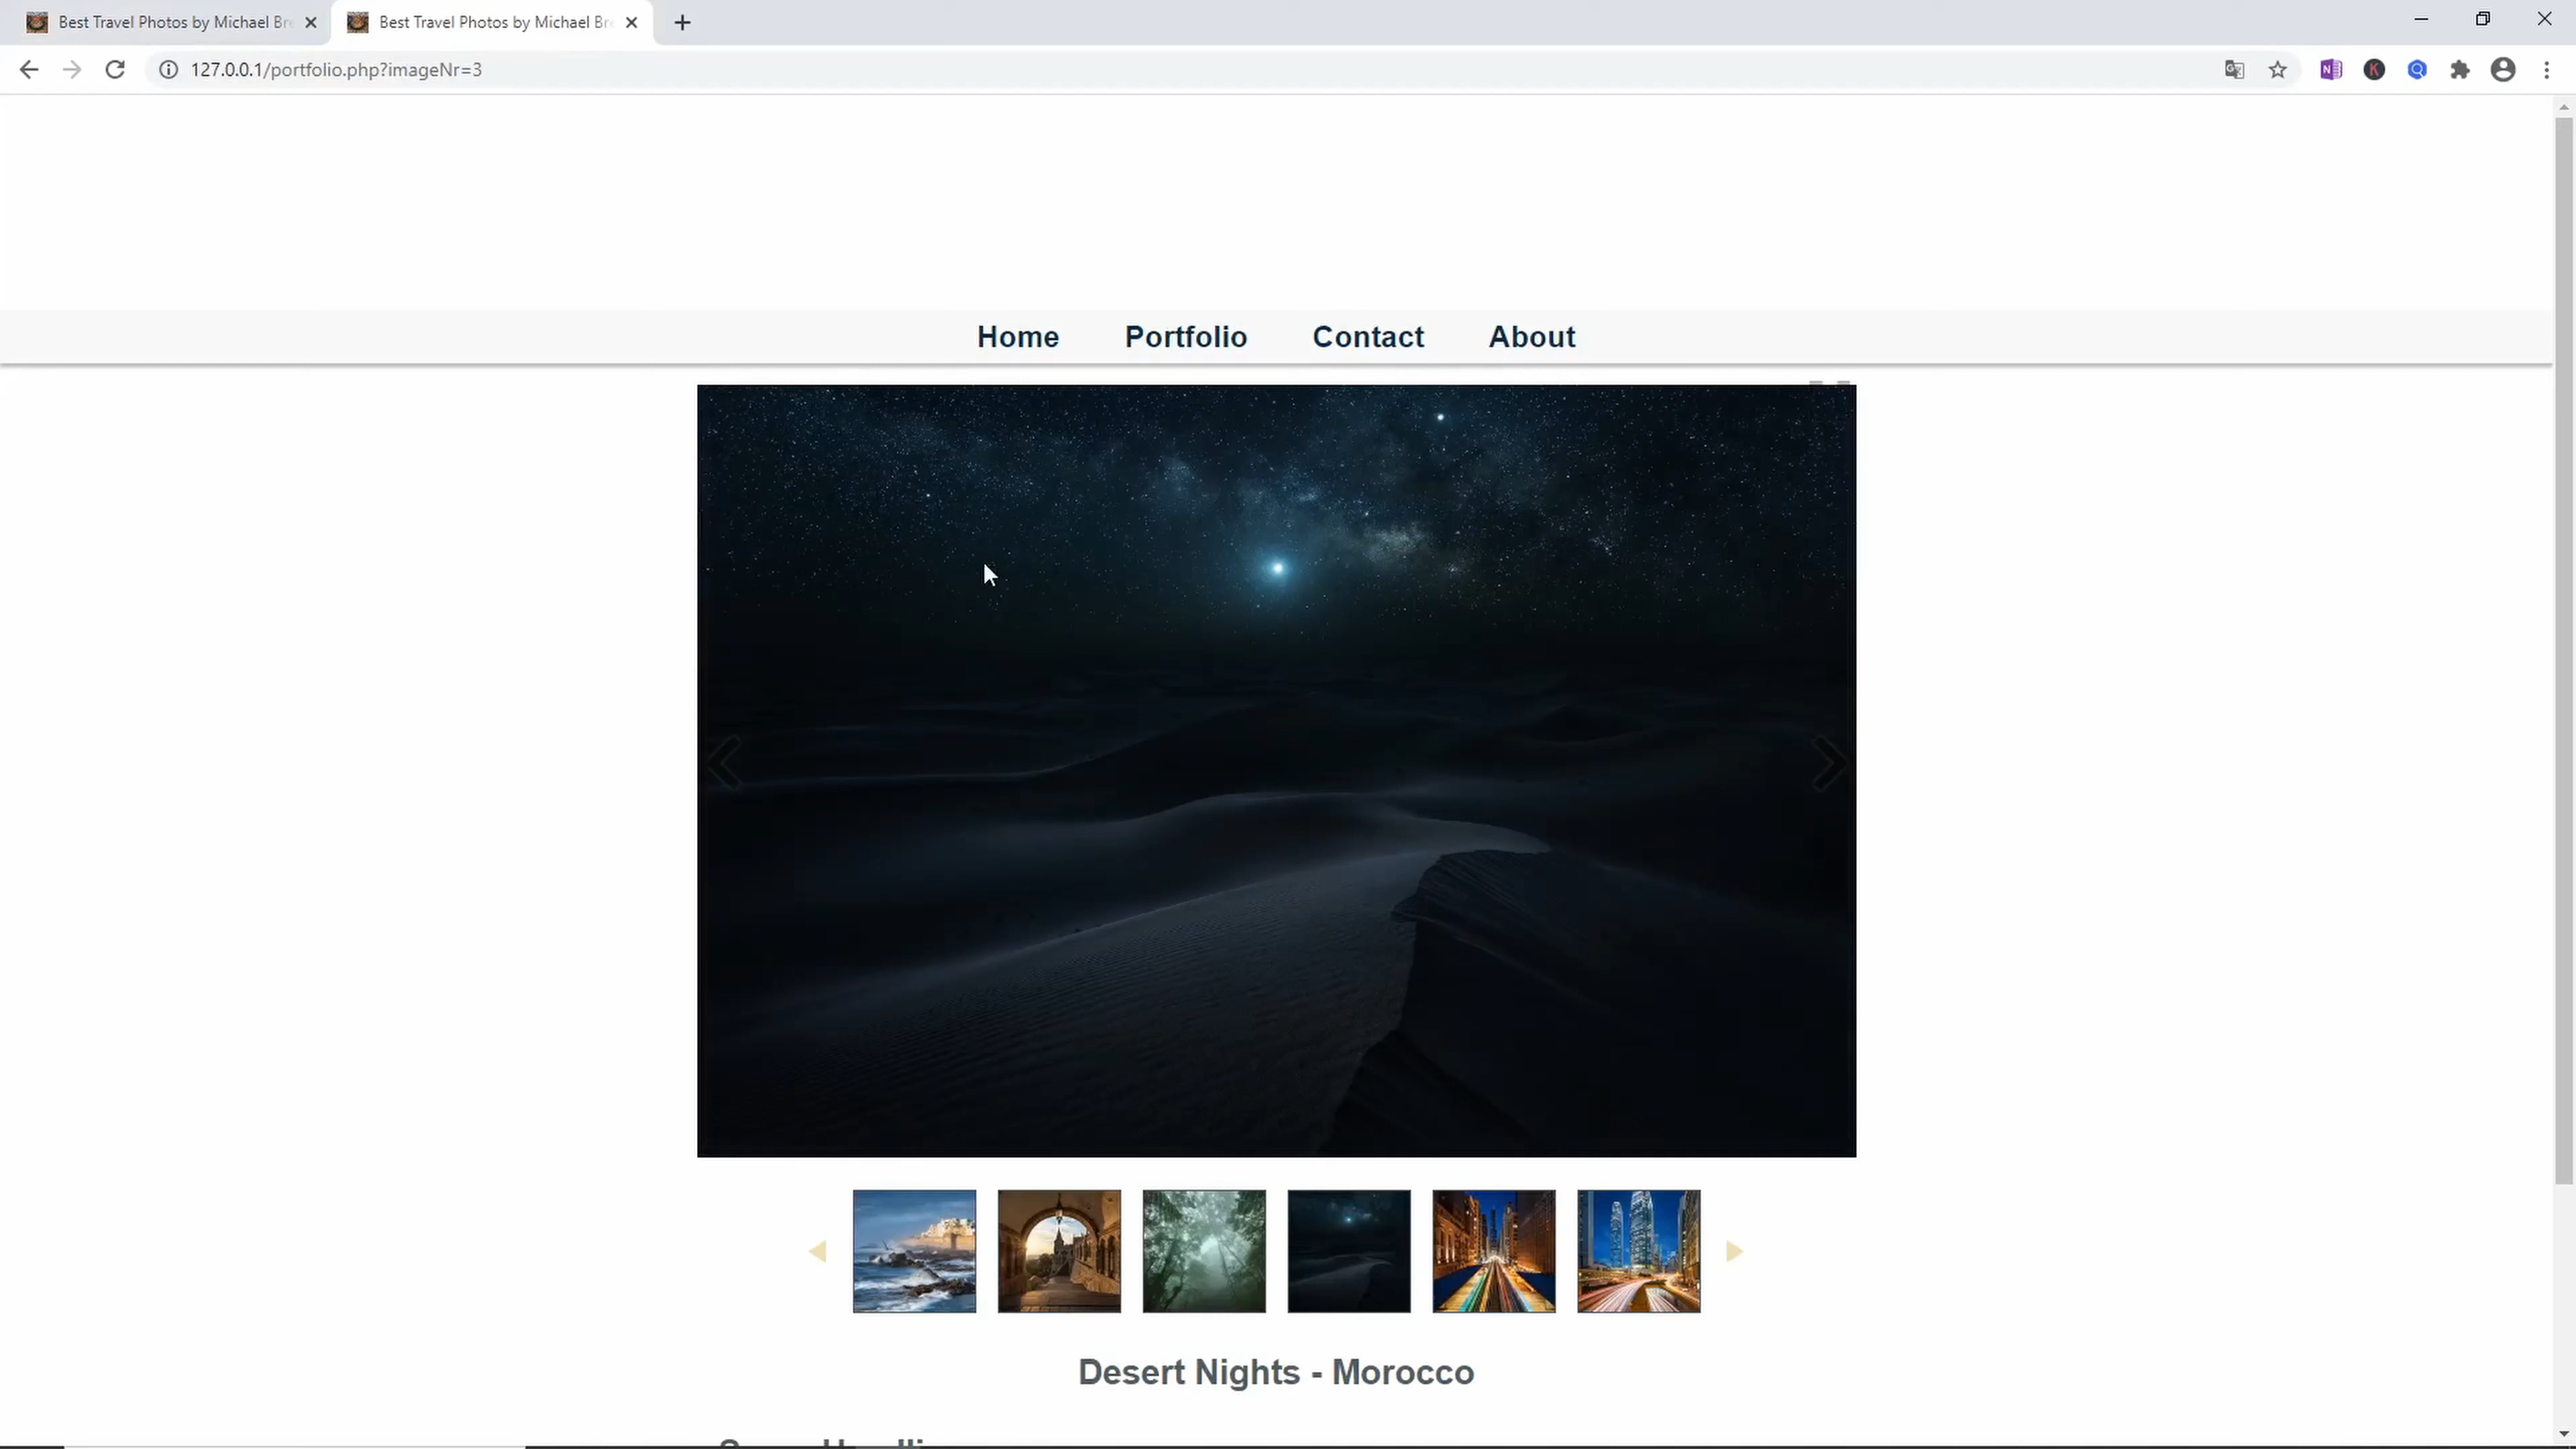 Best Travel Photos by Michael Bre
Best Travel Photos by Michael Br
127.0.0.1/portfolio.php?imageNr=3
Home Portfolio Contact About
Desert Nights - Morocco